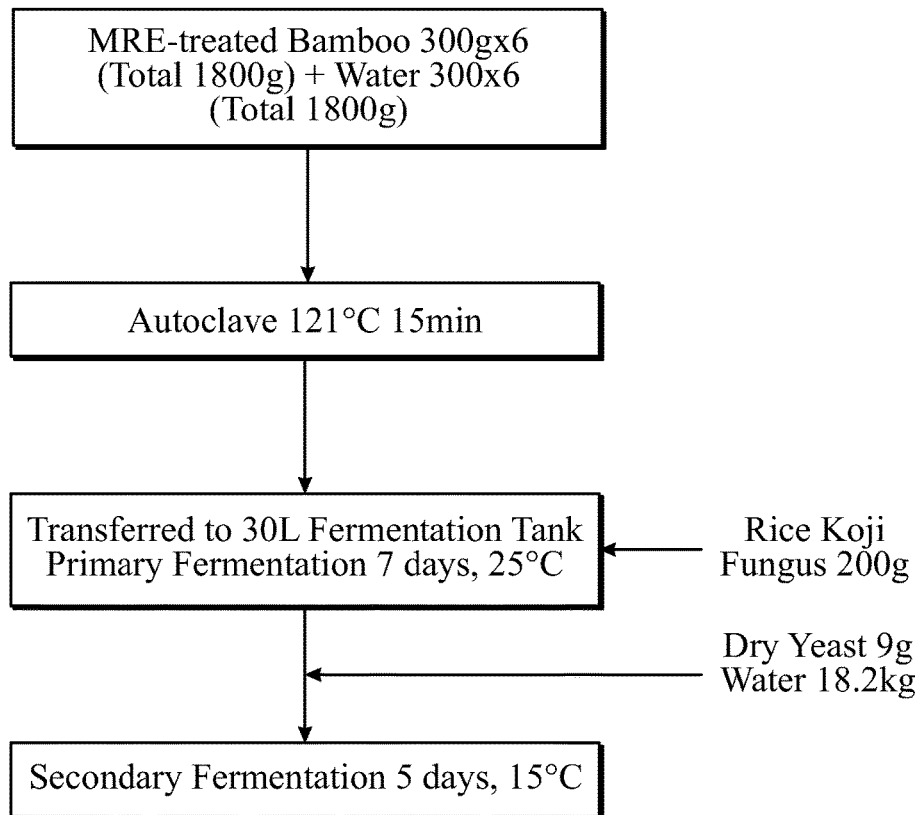 MRE-treated Bamboo 300gx6
(Total 1800g) + Water 300x6
(Total 1800g)
Autoclave 121°C 15min
Transferred to 30L Fermentation Tank
Primary Fermentation 7 days, 25°C
Rice Koji
Fungus 200g
Dry Yeast 9g
Water 18.2kg
Secondary Fermentation 5 days, 15°C